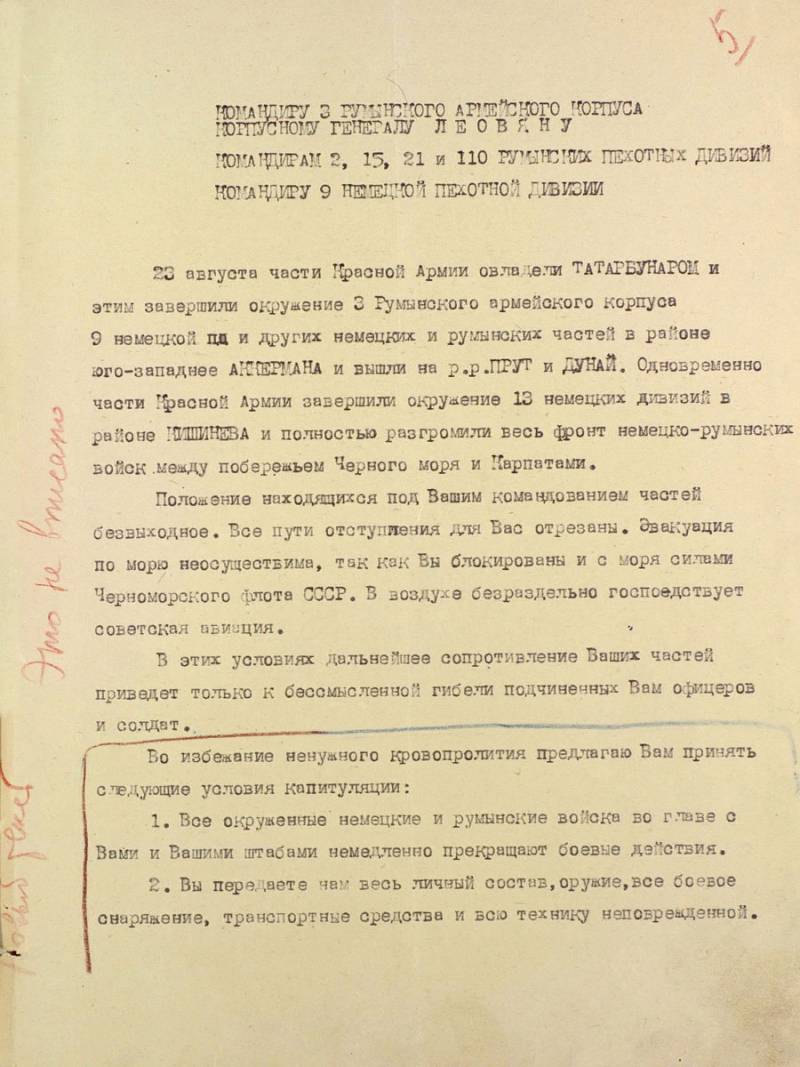 5/
КОМАНДИРУ 3 РУМЫНСКОГО АРМЕЙСКОГО КОРПУСА
КОРПУСНОМУ ГЕНЕРАЛУ Л Е О В Я Н У
КОМАНДИРАМ 2, 15, 21 и 110 РУМЫНСКИХ ПЕХОТНЫХ ДИВИЗИЙ
КОМАНДИРУ 9 НЕМЕЦКОЙ ПЕХОТНОЙ ДИВИЗИИ
23 августа части Красной Армии овладели ТАТАРБУНАРОМ и
этим завершили окружение 3 Румынского армейского корпуса
9 немецкой пд и других немецких и румынских частей в районе
юго-западнее АККЕРМАНА и вышли на р.р.ПРУТ и ДУНАЙ. Одновременно
части Красной Армии завершили окружение 13 немецких дивизий в
районе КИШИНЕВА и полностью разгромили весь фронт немецко-румынских
войск между побережьем Черного моря и Карпатами.
Положение находящихся под Вашим командованием частей
безвыходное. Все пути отступления для Вас отрезаны. Эвакуация
по морю неосуществима, так как Вы блокированы и с моря силами
Черноморского флота СССР. В воздухе безраздельно господствует
советская авиация.
В этих условиях дальнейшее сопротивление Ваших частей
приведет только к бессмысленной гибели подчиненных Вам офицеров
и солдат.
Во избежание ненужного кровопролития предлагаю Вам принять
следующие условия капитуляции:
1. Все окруженные немецкие и румынские войска во главе с
Вами и Вашими штабами немедленно прекращают боевые действия.
2. Вы передаете нам весь личный состав,оружие,все боевое
снаряжение, транспортные средства и всю технику неповрежденной.
Это не вписано